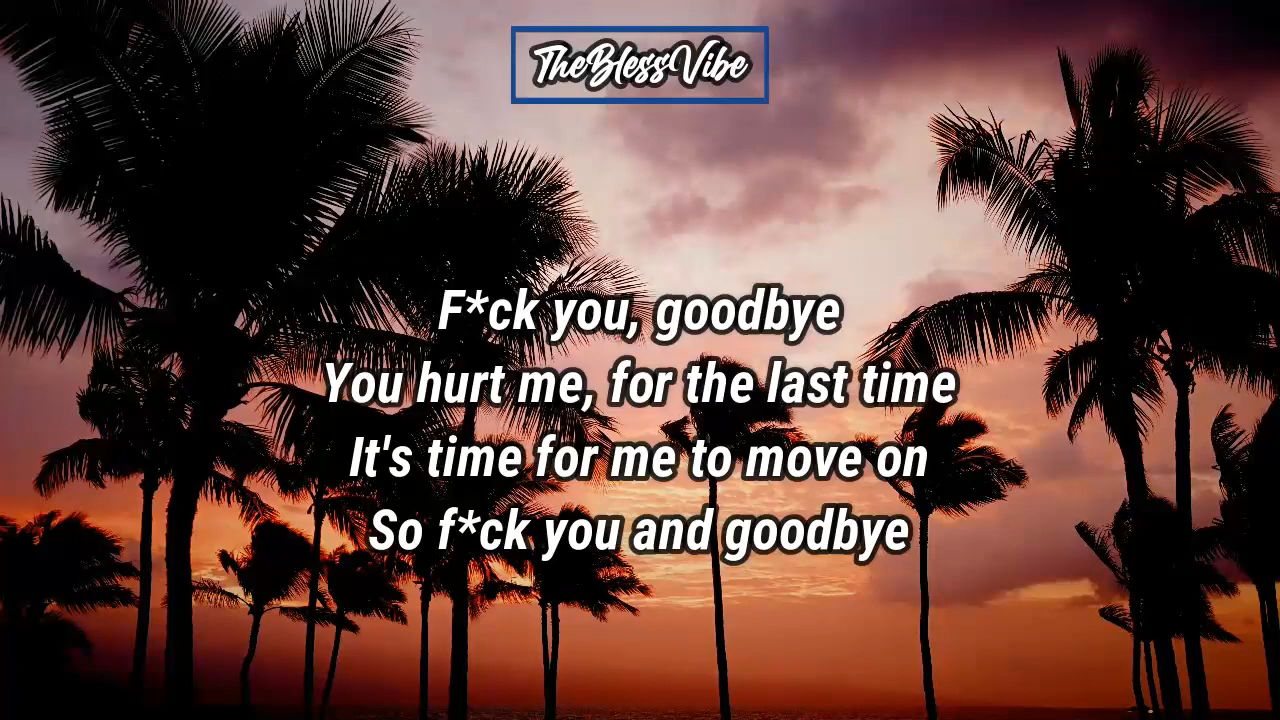 TheBlessVibe
F*ck you, goodbye
You hurt me, for the last time
It's time for me to move on
So f*ck you and goodbye